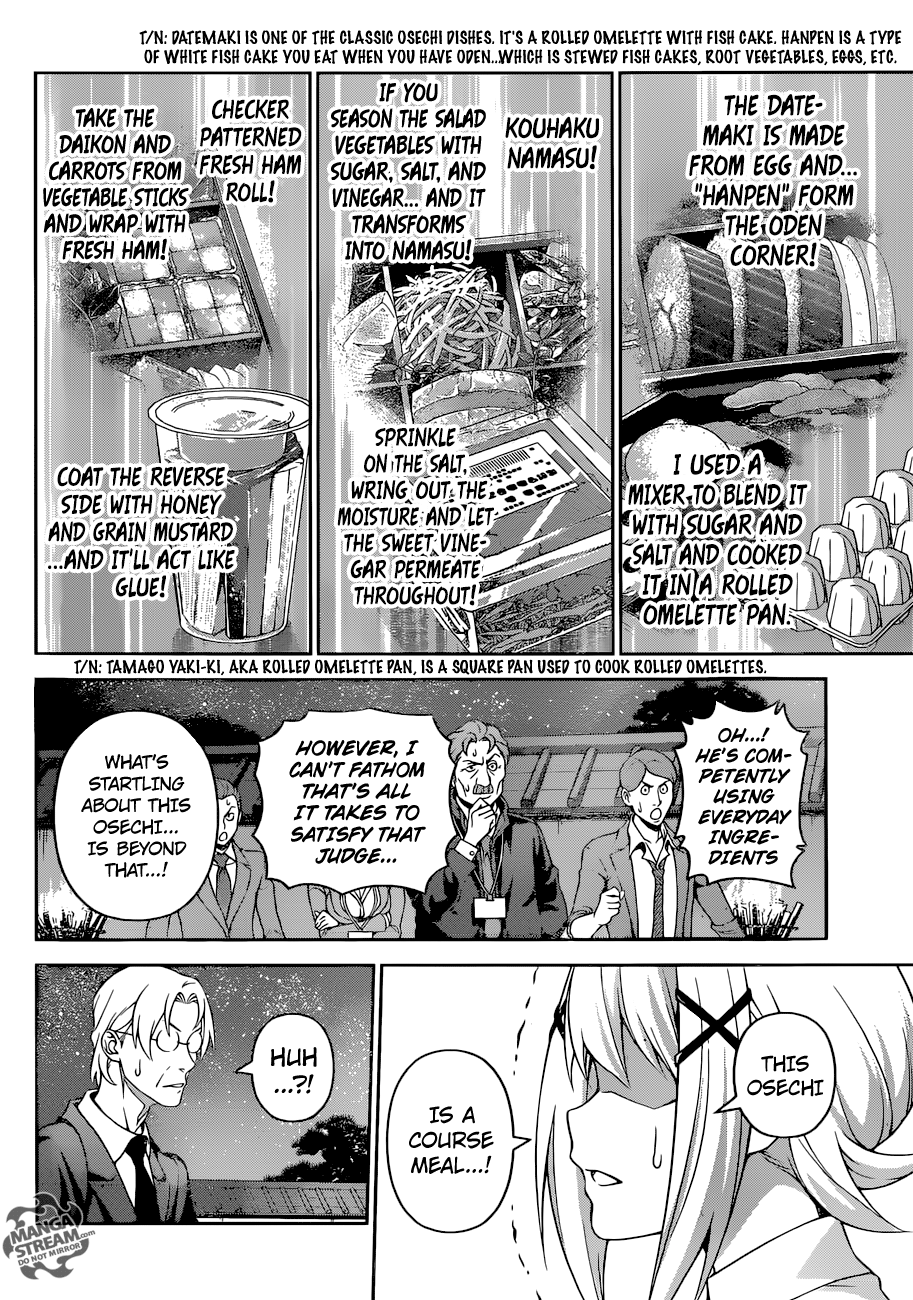 T/N: DATEMAKI IS ONE OF THE CLASSIC OSECHI DISHES. IT'S A ROLLED OMELETTE WITH FISH CAKE. HANPEN IS A TYPE
OF WHITE FISH CAKE YOU EAT WHEN YOU HAVE ODEN...WHICH IS STEWED FISH CAKES, ROOT VEGETABLES, EGGS, ETC.
THE DATE-
MAKI IS MADE
FROM EGG AND...
"HANPEN" FORM
THE ODEN
CORNER!
I USED A
MIXER TO BLEND IT
WITH SUGAR AND
SALT AND COOKED
IT IN A ROLLED
OMELETTE PAN.
KOUHAKU
NAMASU!
IF YOU
SEASON THE SALAD
VEGETABLES WITH
SUGAR, SALT, AND
VINEGAR... AND IT
TRANSFORMS
INTO NAMASU!
SPRINKLE
ON THE SALT,
WRING OUT THE
MOISTURE AND LET
THE SWEET VINE-
GAR PERMEATE
THROUGHOUT!
CHECKER
PATTERNED
FRESH HAM
ROLL!
TAKE THE
DAIKON AND
CARROTS FROM
VEGETABLE STICKS
AND WRAP WITH
FRESH HAM!
COAT THE REVERSE
SIDE WITH HONEY
AND GRAIN MUSTARD
...AND IT'LL ACT LIKE
GLUE!
T/N: TAMAGO YAKI-KI, AKA ROLLED OMELETTE PAN, IS A SQUARE PAN USED TO COOK ROLLED OMELETTES.
OH...!
HE'S COM-
PETENTLY
USING
EVERYDAY
INGRE-
DIENTS
HOWEVER, I
CAN'T FATHOM
THAT'S ALL
IT TAKES TO
SATISFY THAT
JUDGE...
WHAT'S
STARTLING
ABOUT THIS
OSECHI...
IS BEYOND
THAT...!
THIS
OSECHI
IS A
COURSE
MEAL...!
HUH
...?!
MANGA
STREAM.com
DO NOT MIRROR